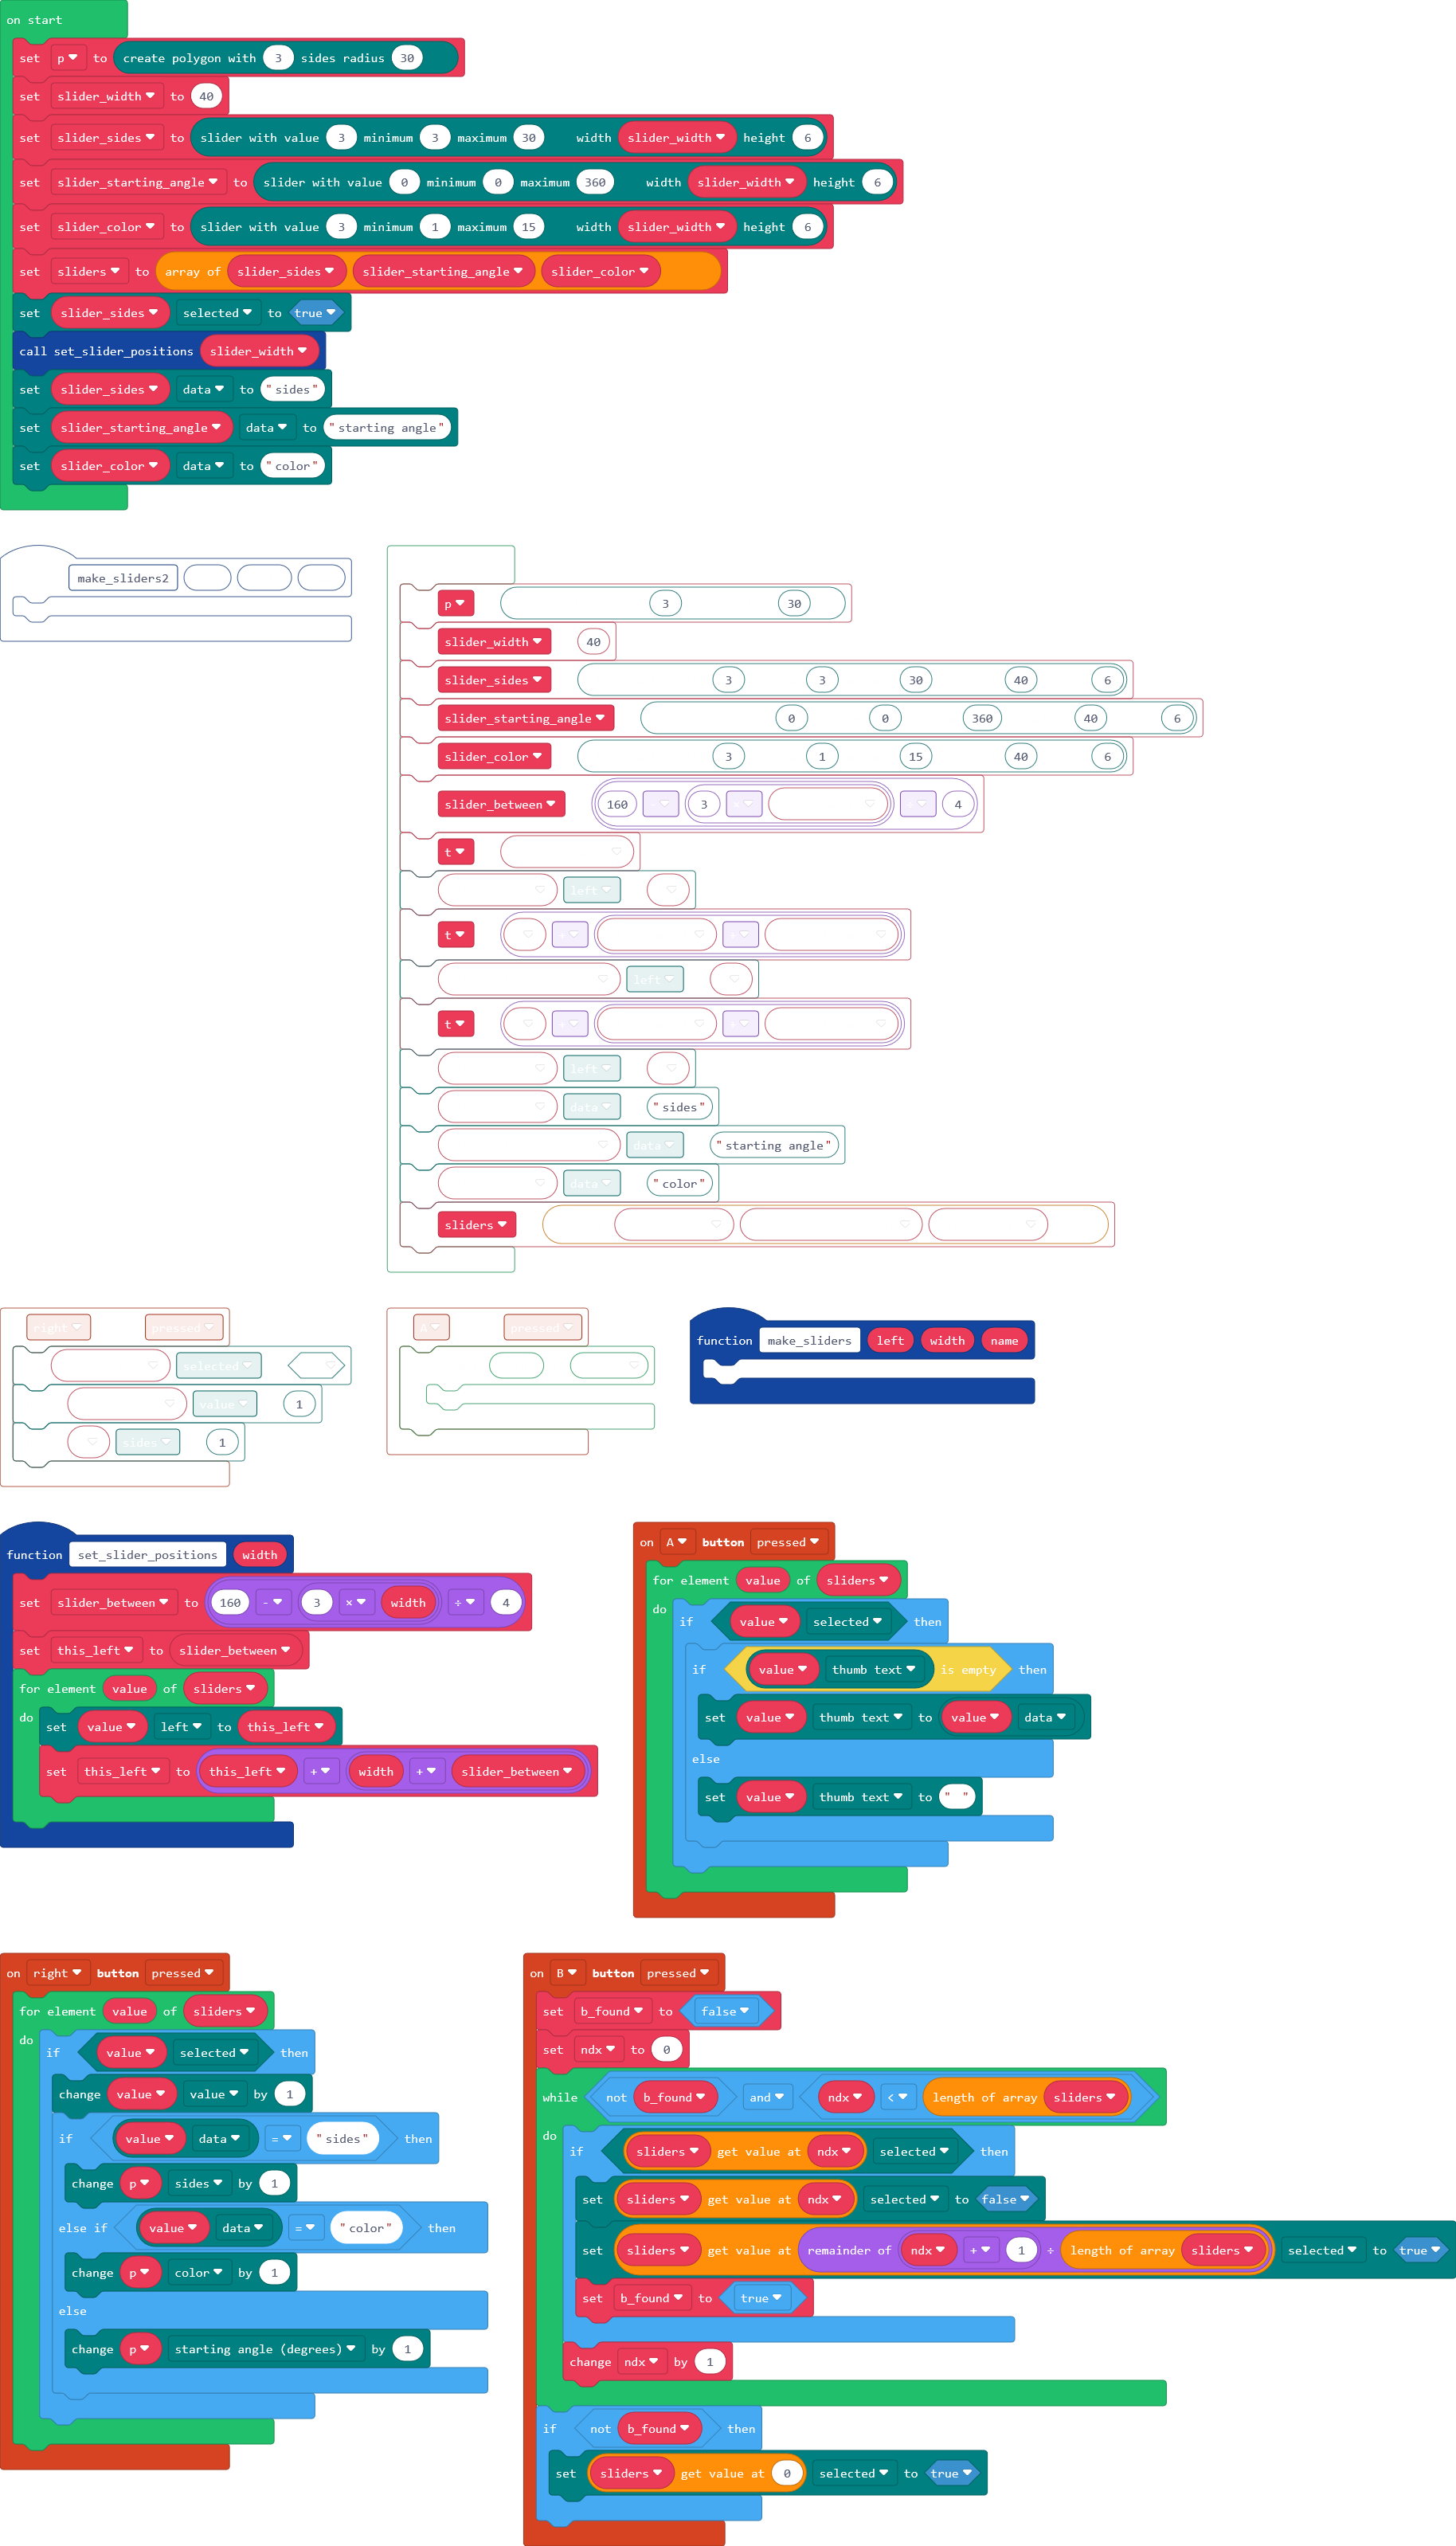 on start
set p to create polygon with 3 sides radius 30
set slider_width to 40
set slider_sides to slider with value 3 minimum 3 maximum 30 width slider_width height 6
set slider_starting_angle to slider with value 0 minimum 0 maximum 360 width slider_width height 6
set slider_color to slider with value 3 minimum 1 maximum 15 width slider_width height 6
set sliders to array of slider_sides slider_starting_angle slider_color
set slider_sides selected to true
call set_slider_positions slider_width
set slider_sides data to "sides"
set slider_starting_angle data to "starting angle"
set slider_color data to "color"
make_sliders2
p 3 30
slider_width 40
slider_sides 3 3 30 40 6
slider_starting_angle 0 0 360 40 6
slider_color 3 1 15 40 6
slider_between 160 3 × 4
t
left
t + +
left
t + +
left
data "sides"
data "starting angle"
data "color"
sliders
right pressed
selected
value 1
sides 1
A pressed
function make_sliders left width name
function set_slider_positions width
set slider_between to 160 - 3 × width ÷ 4
set this_left to slider_between
for element value of sliders
do set value left to this_left
set this_left to this_left + width + slider_between
on A button pressed
for element value of sliders
do if value selected then
if value thumb text is empty then
set value thumb text to value data
else
set value thumb text to " "
on right button pressed
for element value of sliders
do if value selected then
change value value by 1
if value data = "sides" then
change p sides by 1
else if value data = "color" then
change p color by 1
else
change p starting angle (degrees) by 1
on B button pressed
set b_found to false
set ndx to 0
while not b_found and ndx < length of array sliders
do if sliders get value at ndx selected then
set sliders get value at ndx selected to false
set sliders get value at remainder of ndx + 1 ÷ length of array sliders selected to true
set b_found to true
change ndx by 1
if not b_found then
set sliders get value at 0 selected to true